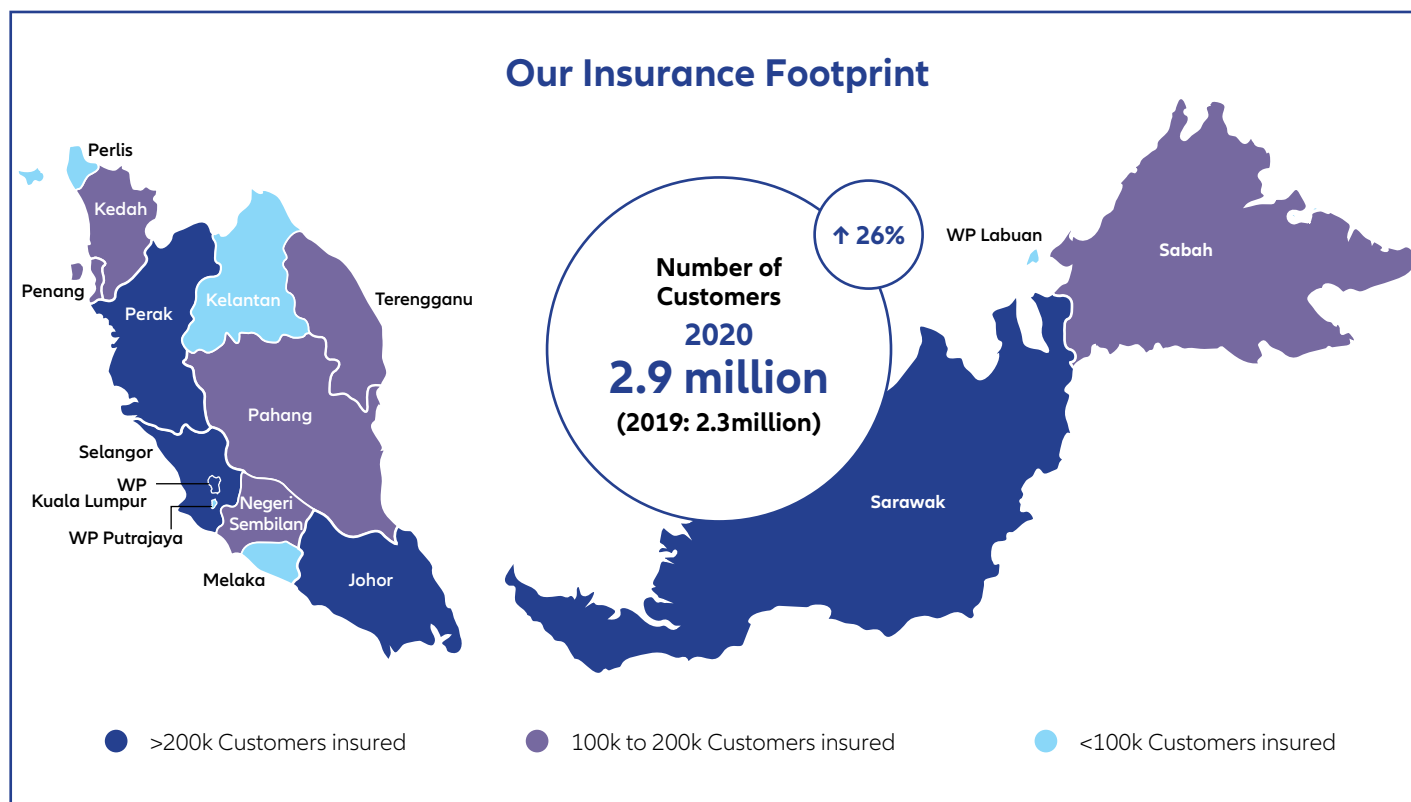 Our Insurance Footprint
Perlis
Kedah
Penang
Perak
Kelantan
Terengganu
Pahang
Selangor
WP
Kuala Lumpur
WP Putrajaya
Negeri
Sembilan
Melaka
Johor
Number of
Customers
2020
2.9 million
(2019: 2.3million)
↑ 26%
WP Labuan
Sabah
Sarawak
>200k Customers insured
100k to 200k Customers insured
<100k Customers insured